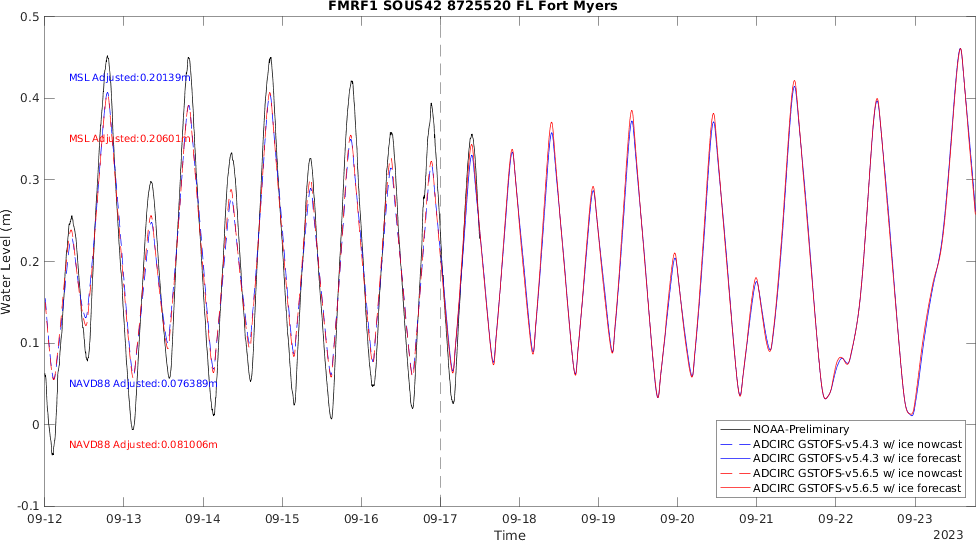 FMRF1 SOUS42 8725520 FL Fort Myers
0.5
0.4
0.3
0.2
0.1
0
-0.1
Water Level (m)
MSL Adjusted:0.20139m
MSL Adjusted:0.20601m
NAVD88 Adjusted:0.076389m
NAVD88 Adjusted:0.081006m
NOAA-Preliminary
ADCIRC GSTOFS-v5.4.3 w/ ice nowcast
ADCIRC GSTOFS-v5.4.3 w/ ice forecast
ADCIRC GSTOFS-v5.6.5 w/ ice nowcast
ADCIRC GSTOFS-v5.6.5 w/ ice forecast
09-12 09-13 09-14 09-15 09-16 09-17 09-18 09-19 09-20 09-21 09-22 09-23
Time
2023